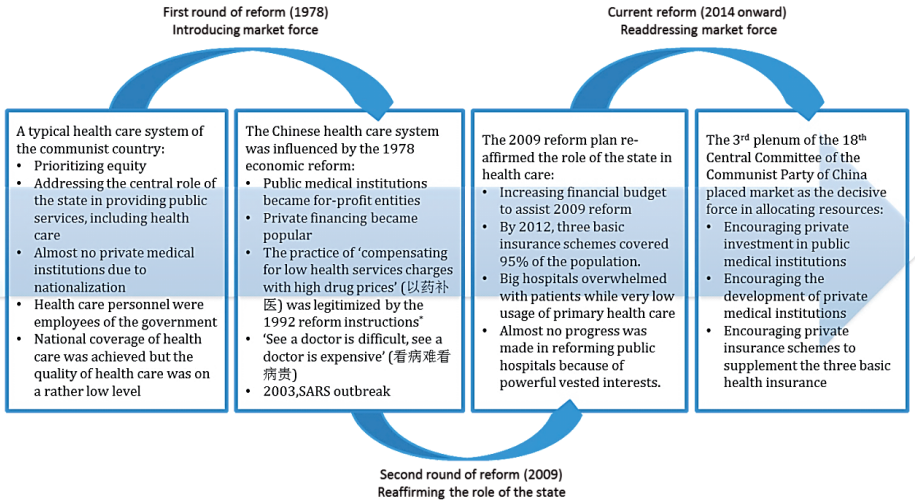 First round of reform (1978)
Introducing market force
Current reform (2014 onward)
Readdressing market force
A typical health care system of
the communist country:
• Prioritizing equity
• Addressing the central role of
the state in providing public
services, including health
care
• Almost no private medical
institutions due to
nationalization
• Health care personnel were
employees of the government
• National coverage of health
care was achieved but the
quality of health care was on
a rather low level
The Chinese health care system
was influenced by the 1978
economic reform:
• Public medical institutions
became for-profit entities
• Private financing became
popular
• The practice of ‘compensating
for low health services charges
with high drug prices’ (以药补
医) was legitimized by the
1992 reform instructions*
• ‘See a doctor is difficult, see a
doctor is expensive’ (看病难看
病贵)
• 2003,SARS outbreak
The 2009 reform plan re-
affirmed the role of the state in
health care:
• Increasing financial budget
to assist 2009 reform
• By 2012, three basic
insurance schemes covered
95% of the population.
• Big hospitals overwhelmed
with patients while very low
usage of primary health care
• Almost no progress was
made in reforming public
hospitals because of
powerful vested interests.
The 3rd plenum of the 18th
Central Committee of the
Communist Party of China
placed market as the decisive
force in allocating resources:
• Encouraging private
investment in public
medical institutions
• Encouraging the
development of private
medical institutions
• Encouraging private
insurance schemes to
supplement the three basic
health insurance
Second round of reform (2009)
Reaffirming the role of the state